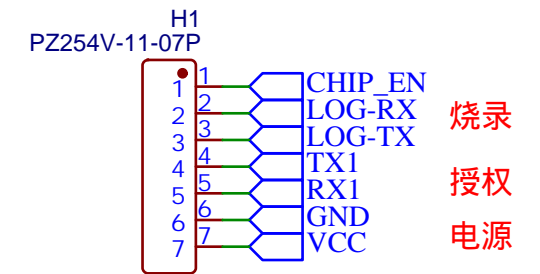 H1
PZ254V-11-07P
1 1 CHIP_EN
2 2 LOG-RX 烧录
3 3 LOG-TX
4 4 TX1
5 5 RX1 授权
6 6 GND
7 7 VCC 电源